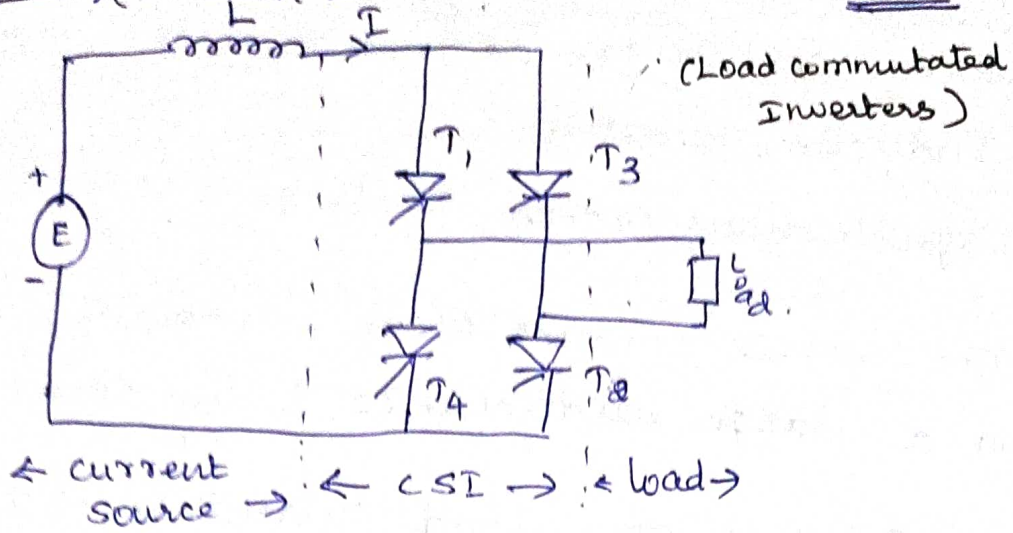 L
I
(Load commutated
Inverters)
T1
T3
+
E
-
Load.
T4
T2
← current source →
← CSI →
← load →